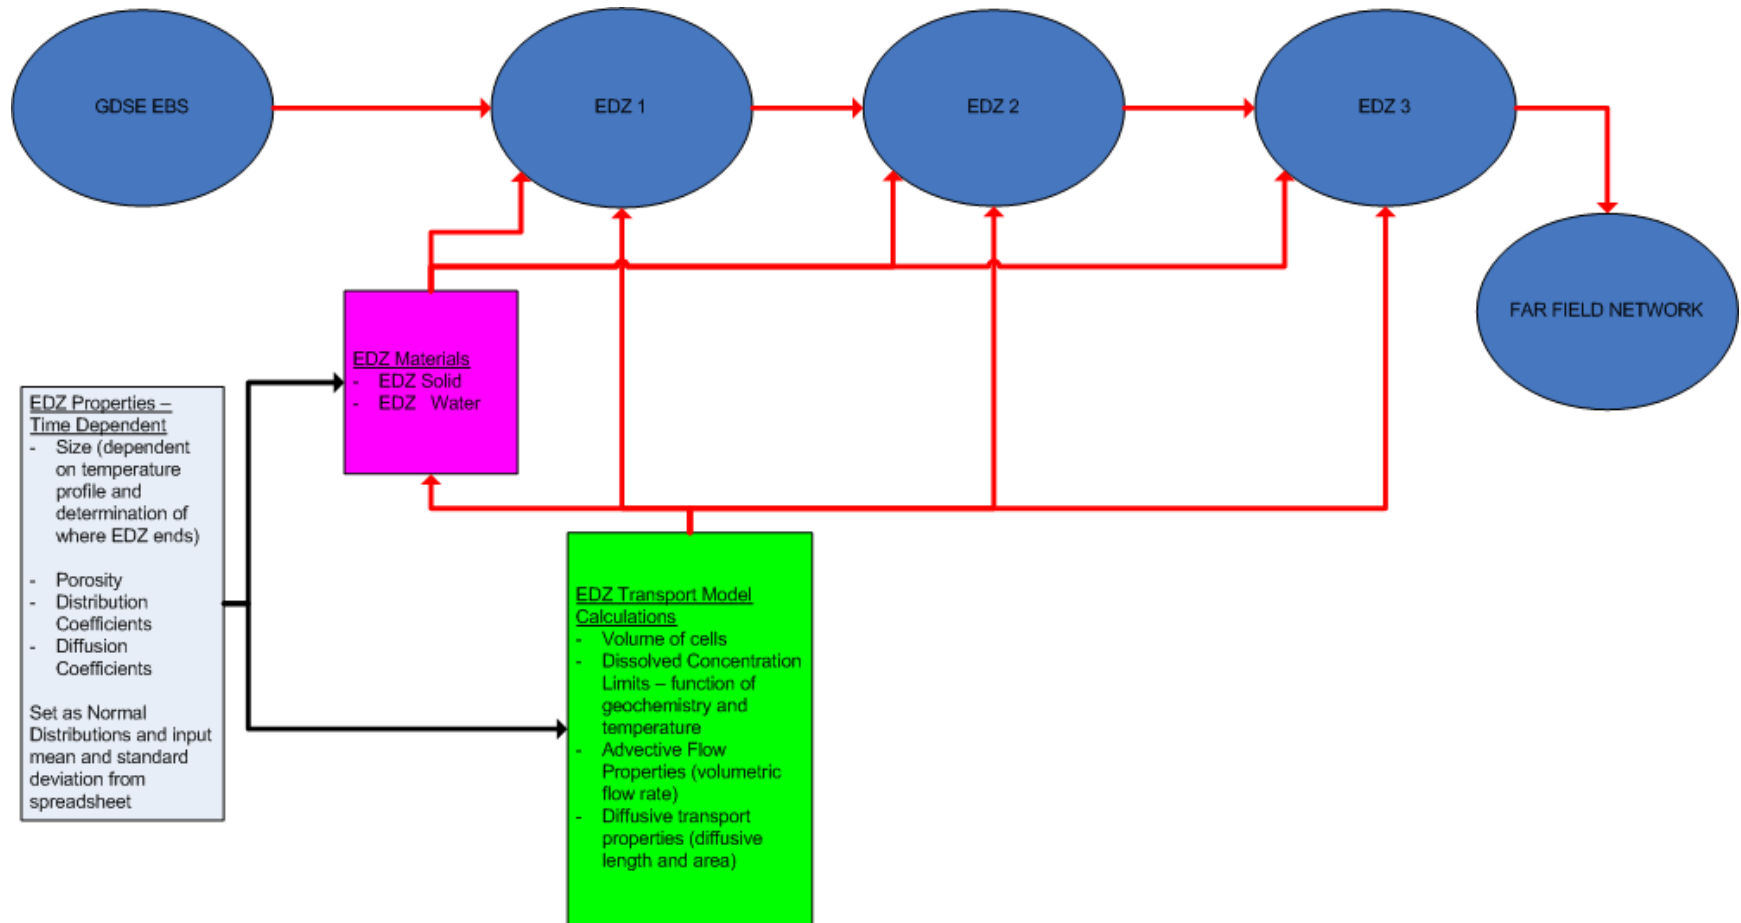 GDSE EBS
EDZ 1
EDZ 2
EDZ 3
FAR FIELD NETWORK
EDZ Materials
- EDZ Solid
- EDZ Water
EDZ Properties –
Time Dependent
- Size (dependent
on temperature
profile and
determination of
where EDZ ends)
- Porosity
- Distribution
Coefficients
- Diffusion
Coefficients
Set as Normal
Distributions and input
mean and standard
deviation from
spreadsheet
EDZ Transport Model
Calculations
- Volume of cells
- Dissolved Concentration
Limits – function of
geochemistry and
temperature
- Advective Flow
Properties (volumetric
flow rate)
- Diffusive transport
properties (diffusive
length and area)